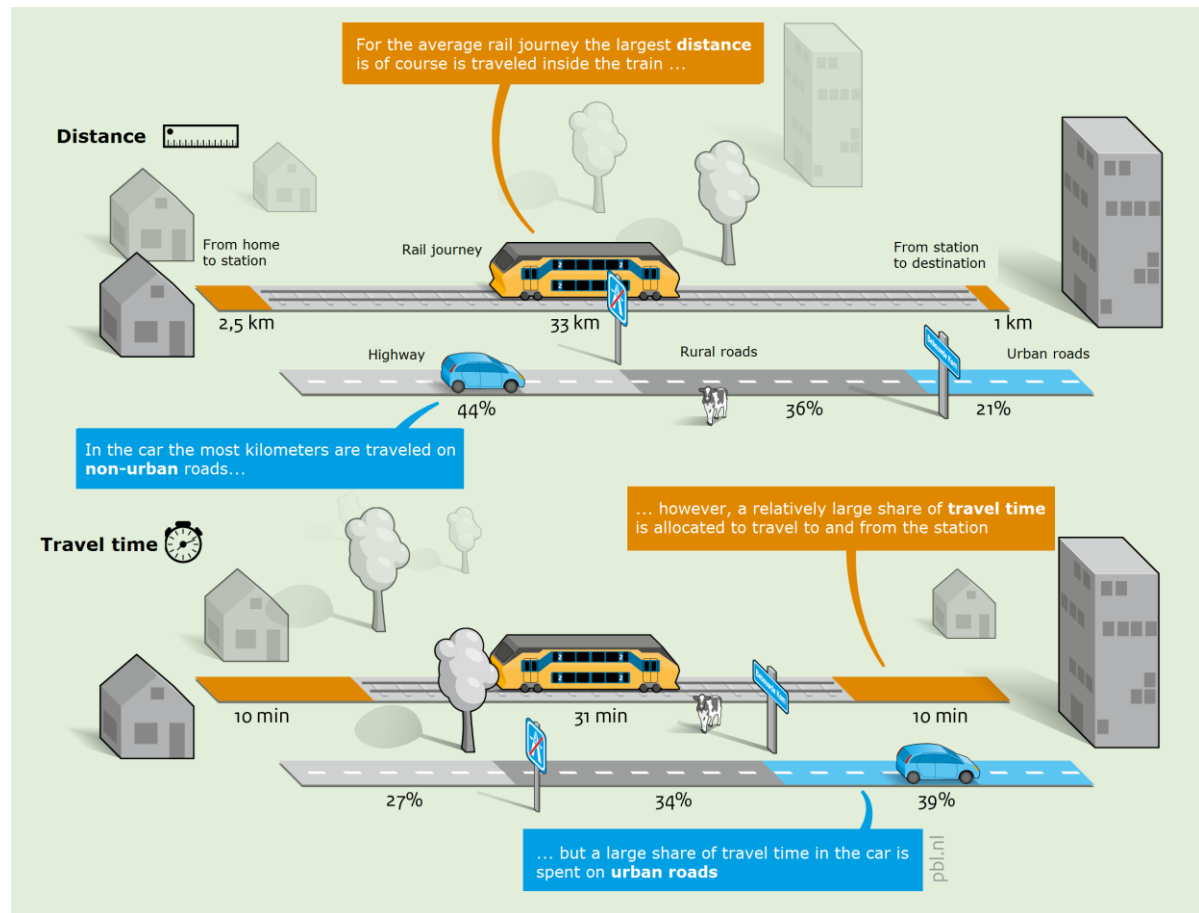 For the average rail journey the largest distance
is of course is traveled inside the train ...
Distance
From home
to station
Rail journey
From station
to destination
2,5 km
33 km
1 km
Highway
Rural roads
Urban roads
44%
36%
21%
In the car the most kilometers are traveled on
non-urban roads...
... however, a relatively large share of travel time
is allocated to travel to and from the station
Travel time
10 min
31 min
10 min
27%
34%
39%
... but a large share of travel time in the car is
spent on urban roads
pbl.nl